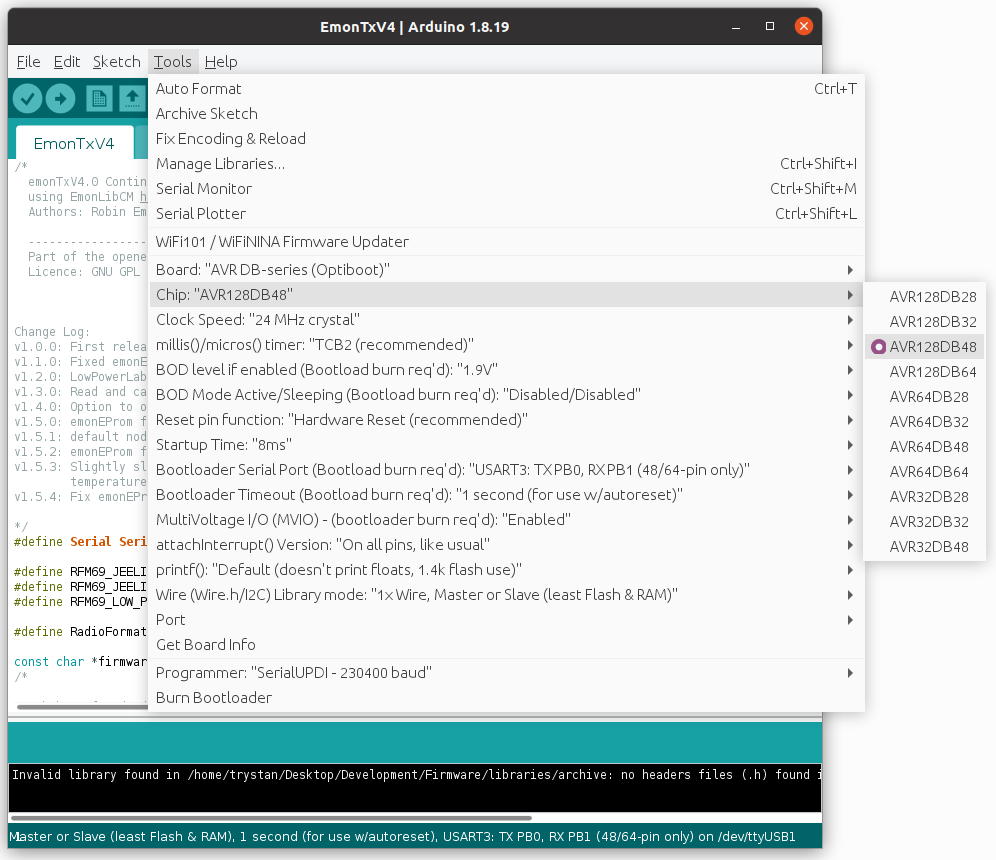 EmonTxV4 | Arduino 1.8.19
File Edit Sketch Tools Help
Auto Format Ctrl+T
Archive Sketch
Fix Encoding & Reload
Manage Libraries... Ctrl+Shift+I
Serial Monitor Ctrl+Shift+M
Serial Plotter Ctrl+Shift+L
WiFi101 / WiFiNINA Firmware Updater
Board: "AVR DB-series (Optiboot)"
Chip: "AVR128DB48"
Clock Speed: "24 MHz crystal"
millis()/micros() timer: "TCB2 (recommended)"
BOD level if enabled (Bootload burn req'd): "1.9V"
BOD Mode Active/Sleeping (Bootload burn req'd): "Disabled/Disabled"
Reset pin function: "Hardware Reset (recommended)"
Startup Time: "8ms"
Bootloader Serial Port (Bootload burn req'd): "USART3: TXPB0, RXPB1 (48/64-pin only)"
Bootloader Timeout (Bootload burn req'd): "1 second (for use w/autoreset)"
MultiVoltage I/O (MVIO) - (bootloader burn req'd): "Enabled"
attachInterrupt() Version: "On all pins, like usual"
printf(): "Default (doesn't print floats, 1.4k flash use)"
Wire (Wire.h/I2C) Library mode: "1x Wire, Master or Slave (least Flash & RAM)"
Port
Get Board Info
Programmer: "SerialUPDI - 230400 baud"
Burn Bootloader
AVR128DB28
AVR128DB32
AVR128DB48
AVR128DB64
AVR64DB28
AVR64DB32
AVR64DB48
AVR64DB64
AVR32DB28
AVR32DB32
AVR32DB48
EmonTxV4
/*
emonTxV4.0 Contin
using EmonLibCM h
Authors: Robin Em
-----------------
Part of the opene
Licence: GNU GPL
Change Log:
v1.0.0: First relea
v1.1.0: Fixed emonE
v1.2.0: LowPowerLab
v1.3.0: Read and ca
v1.4.0: Option to o
v1.5.0: emonEProm f
v1.5.1: default nod
v1.5.2: emonEProm f
v1.5.3: Slightly sl
temperature
v1.5.4: Fix emonEPr
*/
#define Serial Seri
#define RFM69_JEELI
#define RFM69_JEELI
#define RFM69_LOW_P
#define RadioFormat
const char *firmwar
/*
Invalid library found in /home/trystan/Desktop/Development/Firmware/libraries/archive: no headers files (.h) found i
Master or Slave (least Flash & RAM), 1 second (for use w/autoreset), USART3: TX PB0, RX PB1 (48/64-pin only) on /dev/ttyUSB1